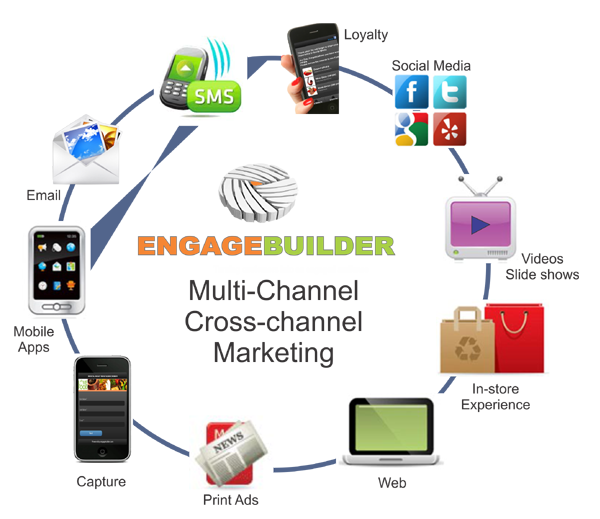 Loyalty
SMS
Social Media
f
t
g
Email
ENGAGEBUILDER
Videos
Slide shows
Multi-Channel
Cross-channel
Marketing
Mobile
Apps
In-store
Experience
NEWS
Capture
Web
Print Ads